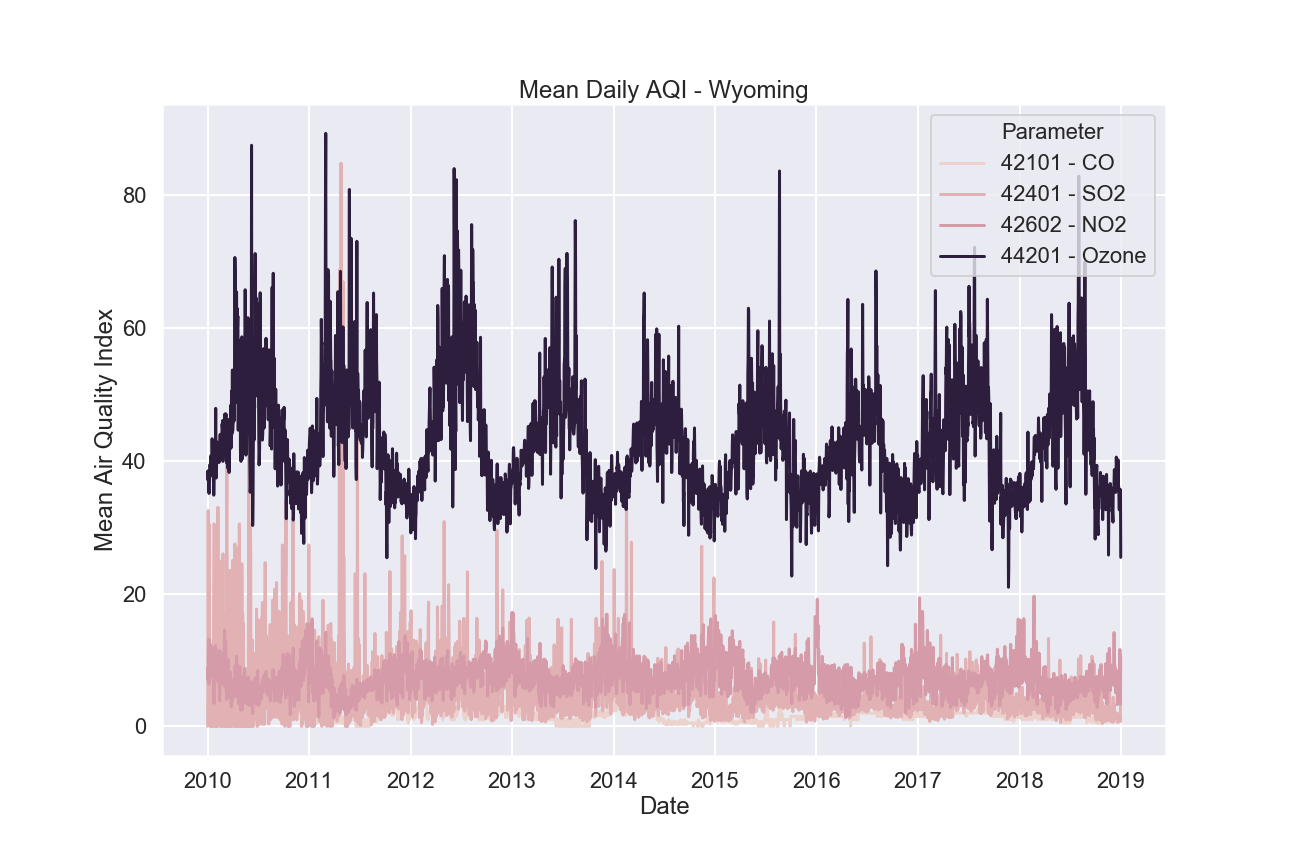 Mean Daily AQI - Wyoming
Parameter
42101 - CO
42401 - SO2
42602 - NO2
44201 - Ozone
Mean Air Quality Index
80
60
40
20
0
2010 2011 2012 2013 2014 2015 2016 2017 2018 2019
Date